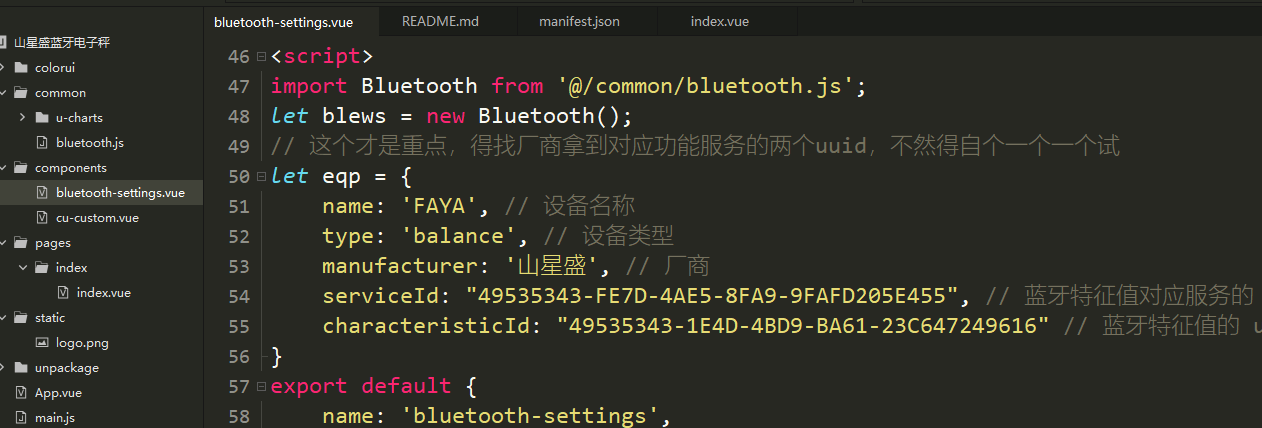 bluetooth-settings.vue README.md manifest.json index.vue
山星盛蓝牙电子秤
colorui
common
u-charts
bluetooth.js
components
bluetooth-settings.vue
cu-custom.vue
pages
index
index.vue
static
logo.png
unpackage
App.vue
main.js
46 <script>
47 import Bluetooth from '@/common/bluetooth.js';
48 let blews = new Bluetooth();
49 // 这个才是重点，得找厂商拿到对应功能服务的两个uuid，不然得自个一个一个试
50 let eqp = {
51 name: 'FAYA', // 设备名称
52 type: 'balance', // 设备类型
53 manufacturer: '山星盛', // 厂商
54 serviceId: "49535343-FE7D-4AE5-8FA9-9FAFD205E455", // 蓝牙特征值对应服务的
55 characteristicId: "49535343-1E4D-4BD9-BA61-23C647249616" // 蓝牙特征值的 u
56 }
57 export default {
58 name: 'bluetooth-settings',